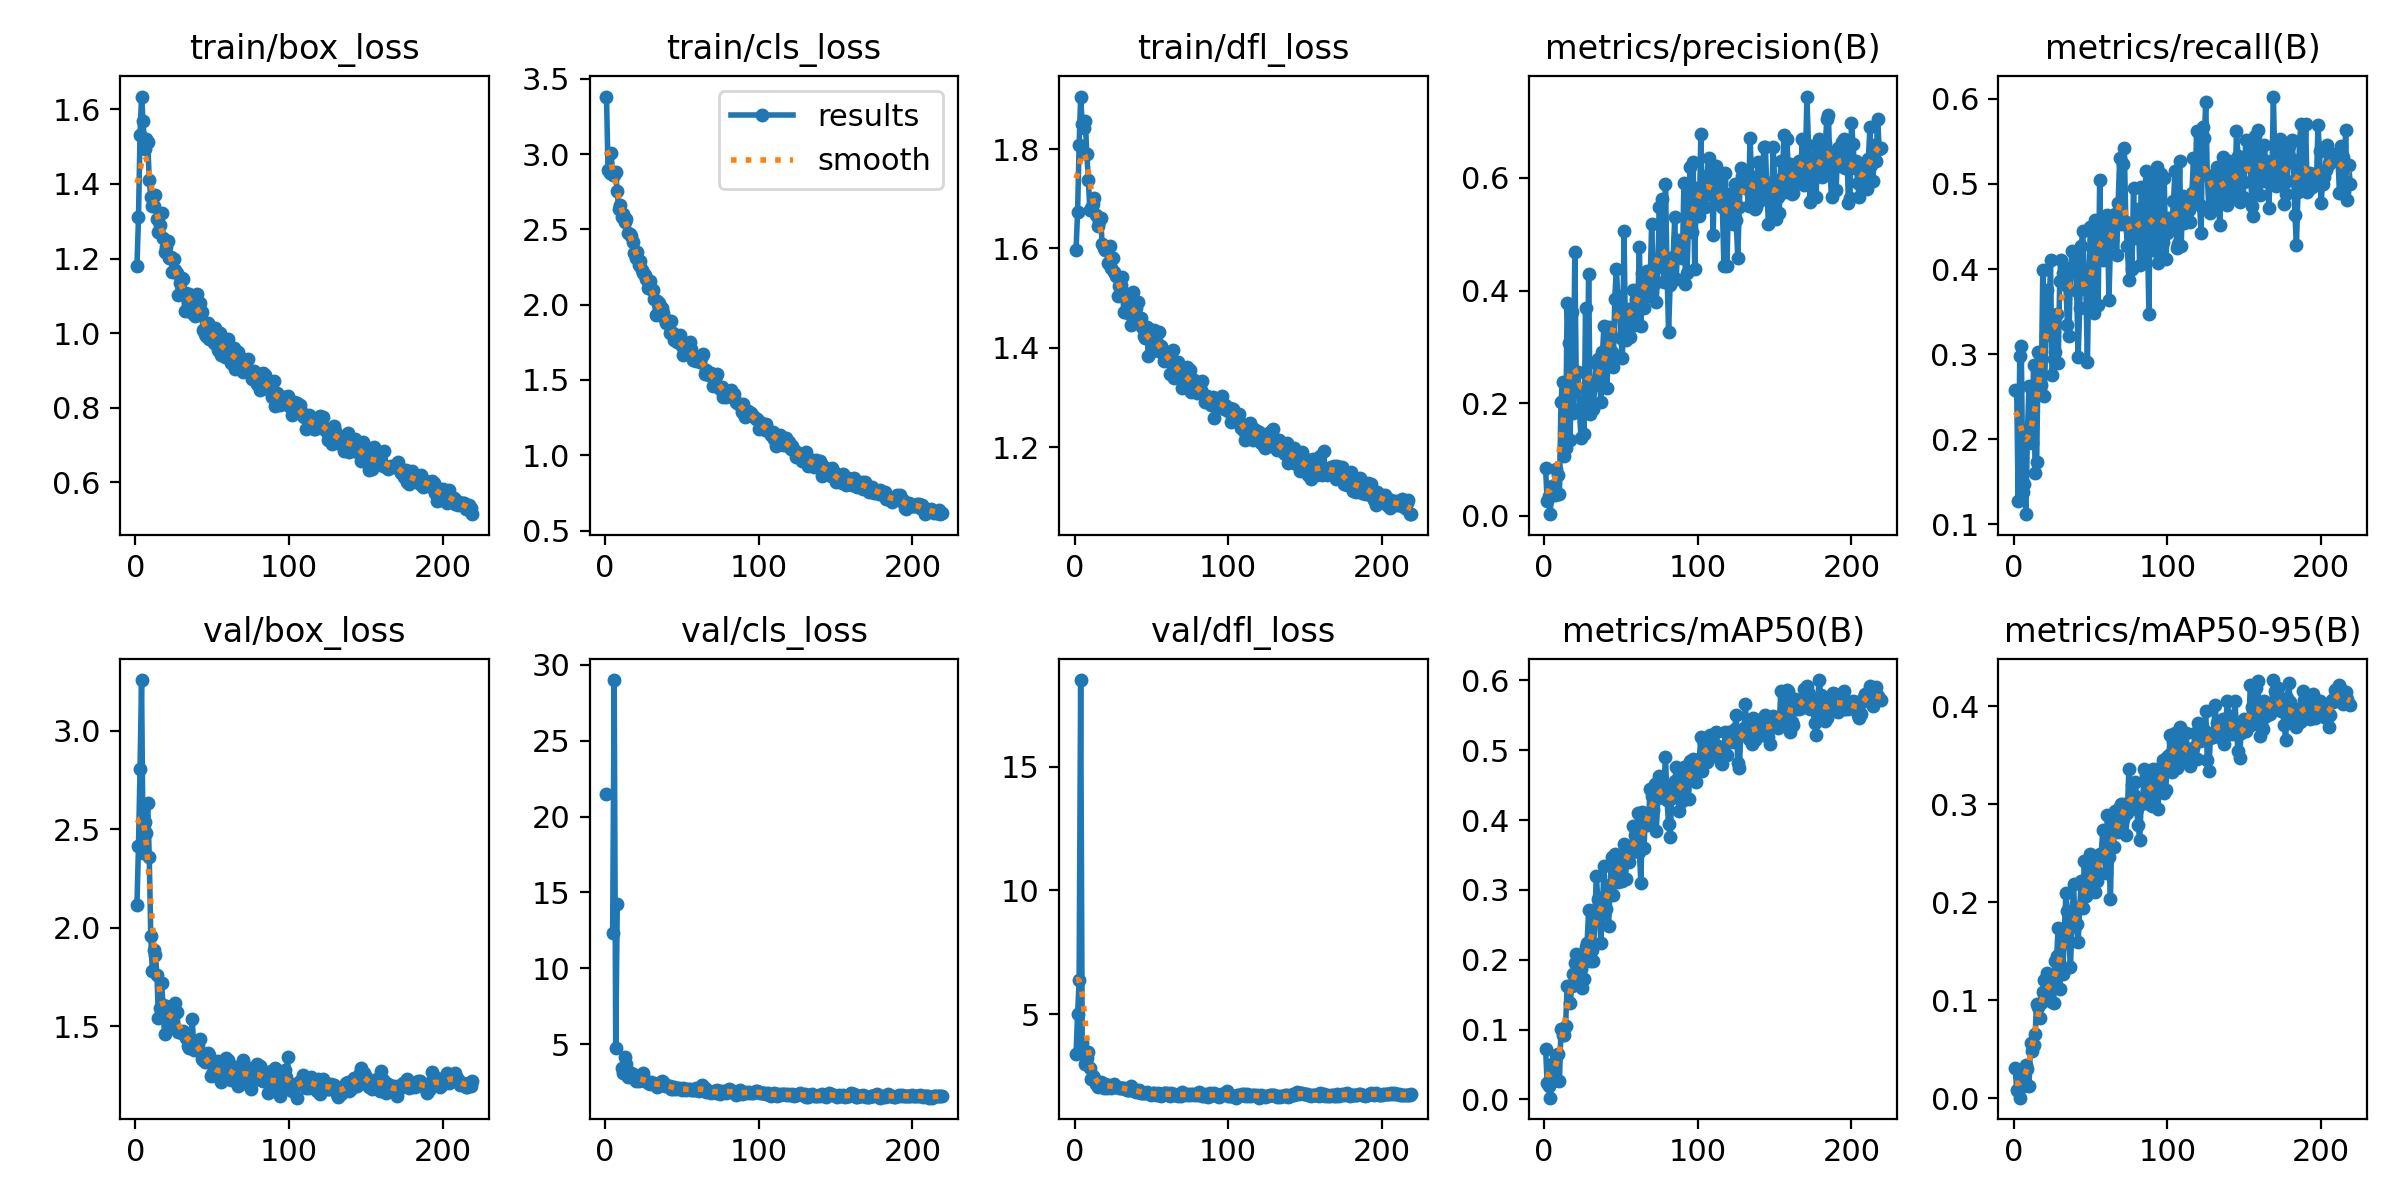 train/box_loss
1.6
1.4
1.2
1.0
0.8
0.6
0 100 200
train/cls_loss
results
smooth
3.5
3.0
2.5
2.0
1.5
1.0
0.5
0 100 200
train/dfl_loss
1.8
1.6
1.4
1.2
0 100 200
metrics/precision(B)
0.6
0.4
0.2
0.0
0 100 200
metrics/recall(B)
0.6
0.5
0.4
0.3
0.2
0.1
0 100 200
val/box_loss
3.0
2.5
2.0
1.5
0 100 200
val/cls_loss
30
25
20
15
10
5
0 100 200
val/dfl_loss
15
10
5
0 100 200
metrics/mAP50(B)
0.6
0.5
0.4
0.3
0.2
0.1
0.0
0 100 200
metrics/mAP50-95(B)
0.4
0.3
0.2
0.1
0.0
0 100 200